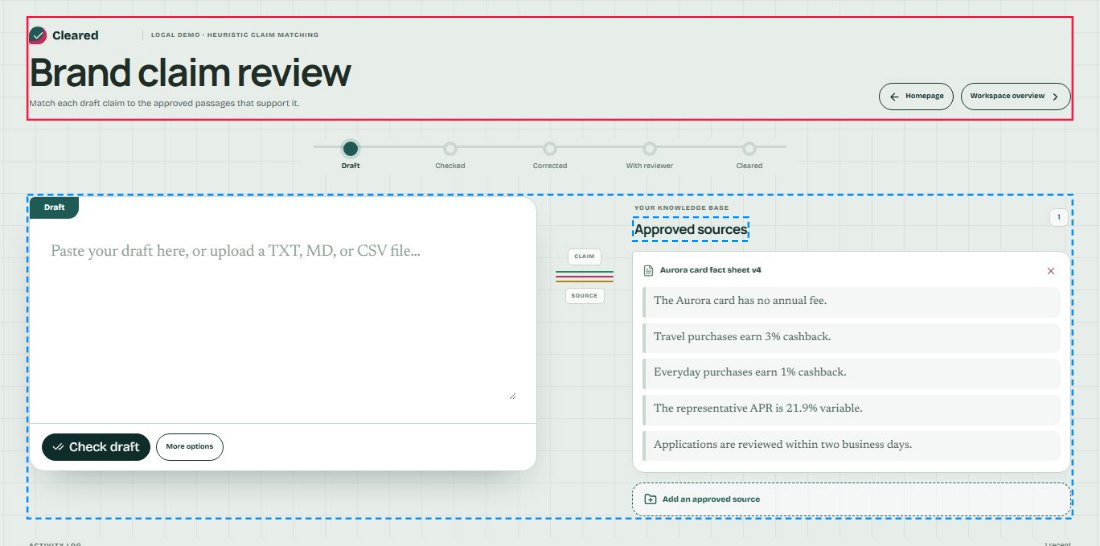 Cleared
LOCAL DEMO · HEURISTIC CLAIM MATCHING
Brand claim review
Match each draft claim to the approved passages that support it.
Homepage
Workspace overview
Draft
Checked
Corrected
With reviewer
Cleared
Draft
Paste your draft here, or upload a TXT, MD, or CSV file...
Check draft
More options
CLAIM
SOURCE
YOUR KNOWLEDGE BASE
1
Approved sources
Aurora card fact sheet v4
The Aurora card has no annual fee.
Travel purchases earn 3% cashback.
Everyday purchases earn 1% cashback.
The representative APR is 21.9% variable.
Applications are reviewed within two business days.
Add an approved source
ACTIVITY LOG
1 recent